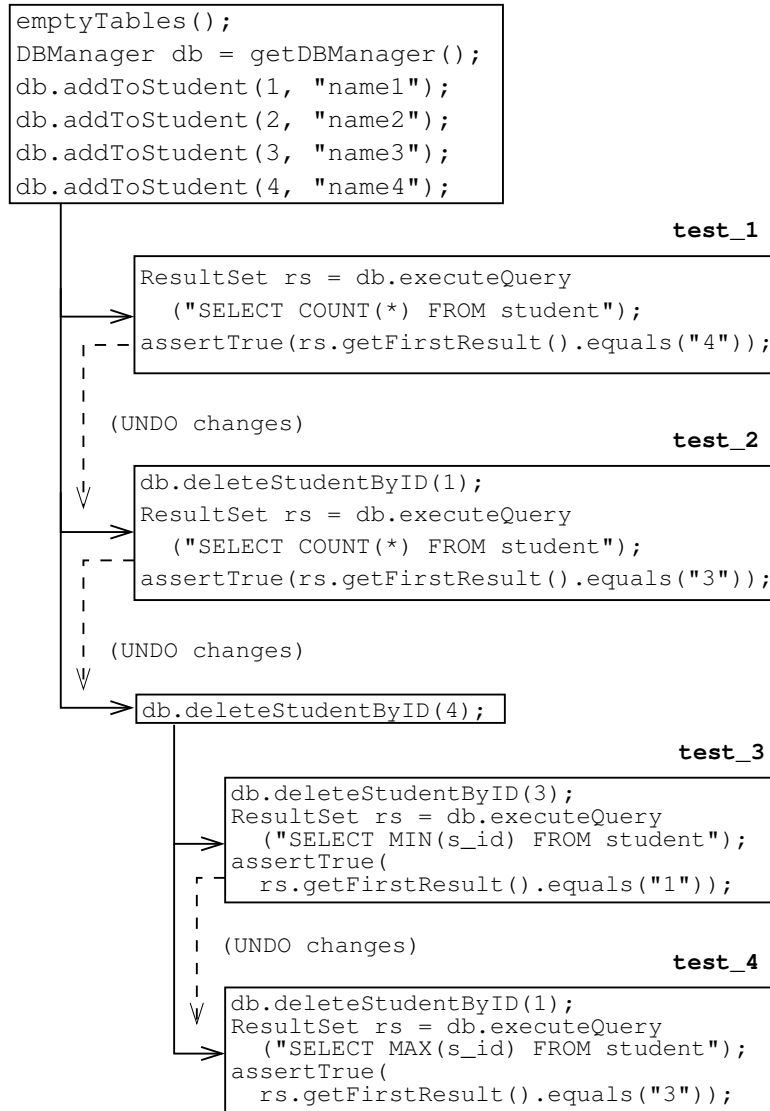 emptyTables();
DBManager db = getDBManager();
db.addToStudent(1, "name1");
db.addToStudent(2, "name2");
db.addToStudent(3, "name3");
db.addToStudent(4, "name4");
test_1
ResultSet rs = db.executeQuery
("SELECT COUNT(*) FROM student");
assertTrue(rs.getFirstResult().equals("4"));
(UNDO changes)
test_2
db.deleteStudentByID(1);
ResultSet rs = db.executeQuery
("SELECT COUNT(*) FROM student");
assertTrue(rs.getFirstResult().equals("3"));
(UNDO changes)
db.deleteStudentByID(4);
test_3
db.deleteStudentByID(3);
ResultSet rs = db.executeQuery
("SELECT MIN(s_id) FROM student");
assertTrue(
rs.getFirstResult().equals("1"));
(UNDO changes)
test_4
db.deleteStudentByID(1);
ResultSet rs = db.executeQuery
("SELECT MAX(s_id) FROM student");
assertTrue(
rs.getFirstResult().equals("3"));